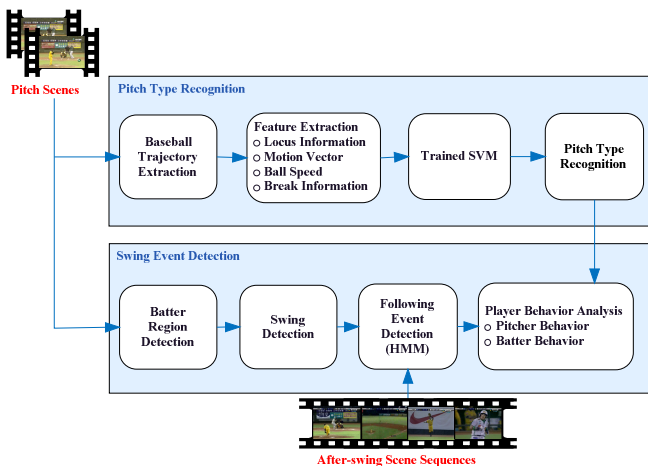 Pitch Scenes
Pitch Type Recognition
Baseball
Trajectory
Extraction
Feature Extraction
Locus Information
Motion Vector
Ball Speed
Break Information
Trained SVM
Pitch Type
Recognition
Swing Event Detection
Batter
Region
Detection
Swing
Detection
Following
Event
Detection
(HMM)
Player Behavior Analysis
Pitcher Behavior
Batter Behavior
After-swing Scene Sequences